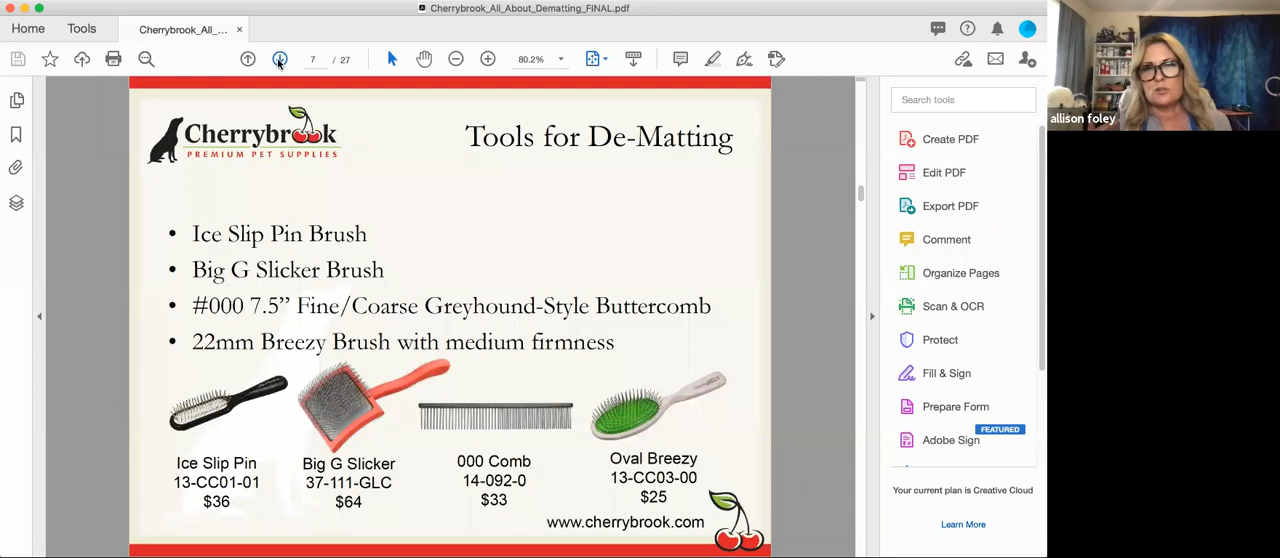 Cherrybrook_All_About_Dematting_FINAL.pdf
Home
Tools
Cherrybrook_All_...
7 / 27
80.2%
Cherrybrook
PREMIUM PET SUPPLIES
Tools for De-Matting
• Ice Slip Pin Brush
• Big G Slicker Brush
• #000 7.5” Fine/Coarse Greyhound-Style Buttercomb
• 22mm Breezy Brush with medium firmness
Ice Slip Pin
13-CC01-01
$36
Big G Slicker
37-111-GLC
$64
000 Comb
14-092-0
$33
Oval Breezy
13-CC03-00
$25
www.cherrybrook.com
Search tools
Create PDF
Edit PDF
Export PDF
Comment
Organize Pages
Scan & OCR
Protect
Fill & Sign
Prepare Form
FEATURED
Adobe Sign
Your current plan is Creative Cloud
Learn More
allison foley